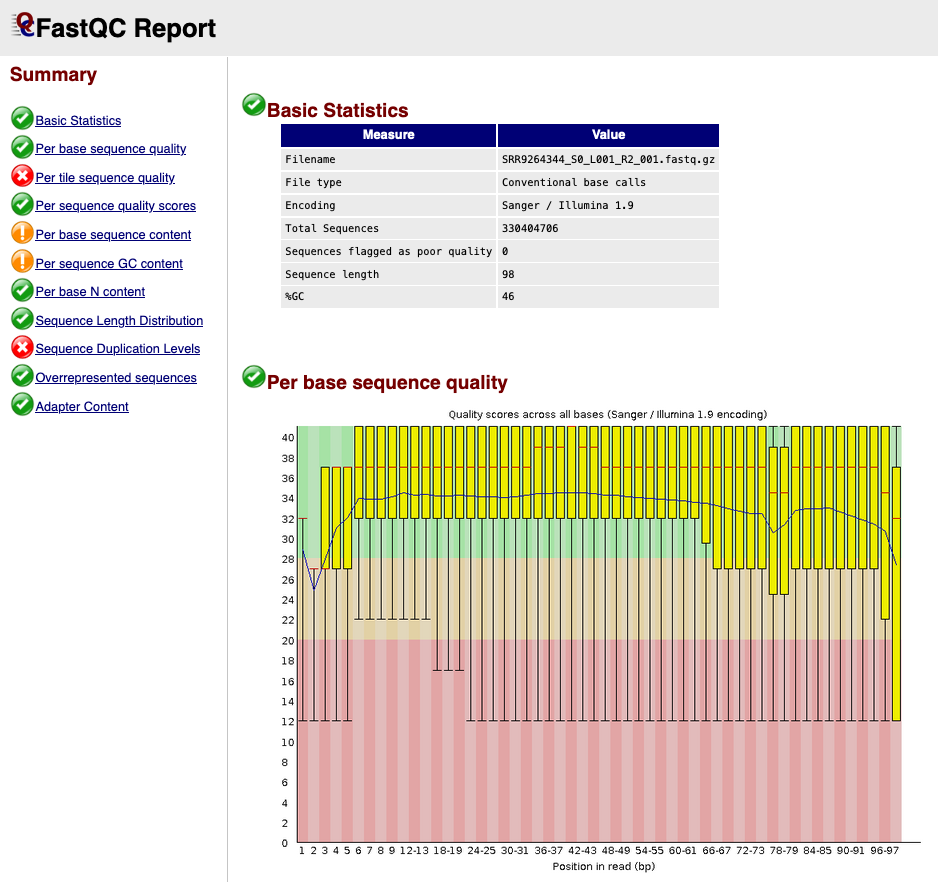 FastQC Report
Summary
Basic Statistics
Per base sequence quality
Per tile sequence quality
Per sequence quality scores
Per base sequence content
Per sequence GC content
Per base N content
Sequence Length Distribution
Sequence Duplication Levels
Overrepresented sequences
Adapter Content
Basic Statistics
Measure Value
Filename SRR9264344_S0_L001_R2_001.fastq.gz
File type Conventional base calls
Encoding Sanger / Illumina 1.9
Total Sequences 330404706
Sequences flagged as poor quality 0
Sequence length 98
%GC 46
Per base sequence quality
Quality scores across all bases (Sanger / Illumina 1.9 encoding)
40
38
36
34
32
30
28
26
24
22
20
18
16
14
12
10
8
6
4
2
0
1 2 3 4 5 6 7 8 9 12-13 18-19 24-25 30-31 36-37 42-43 48-49 54-55 60-61 66-67 72-73 78-79 84-85 90-91 96-97
Position in read (bp)